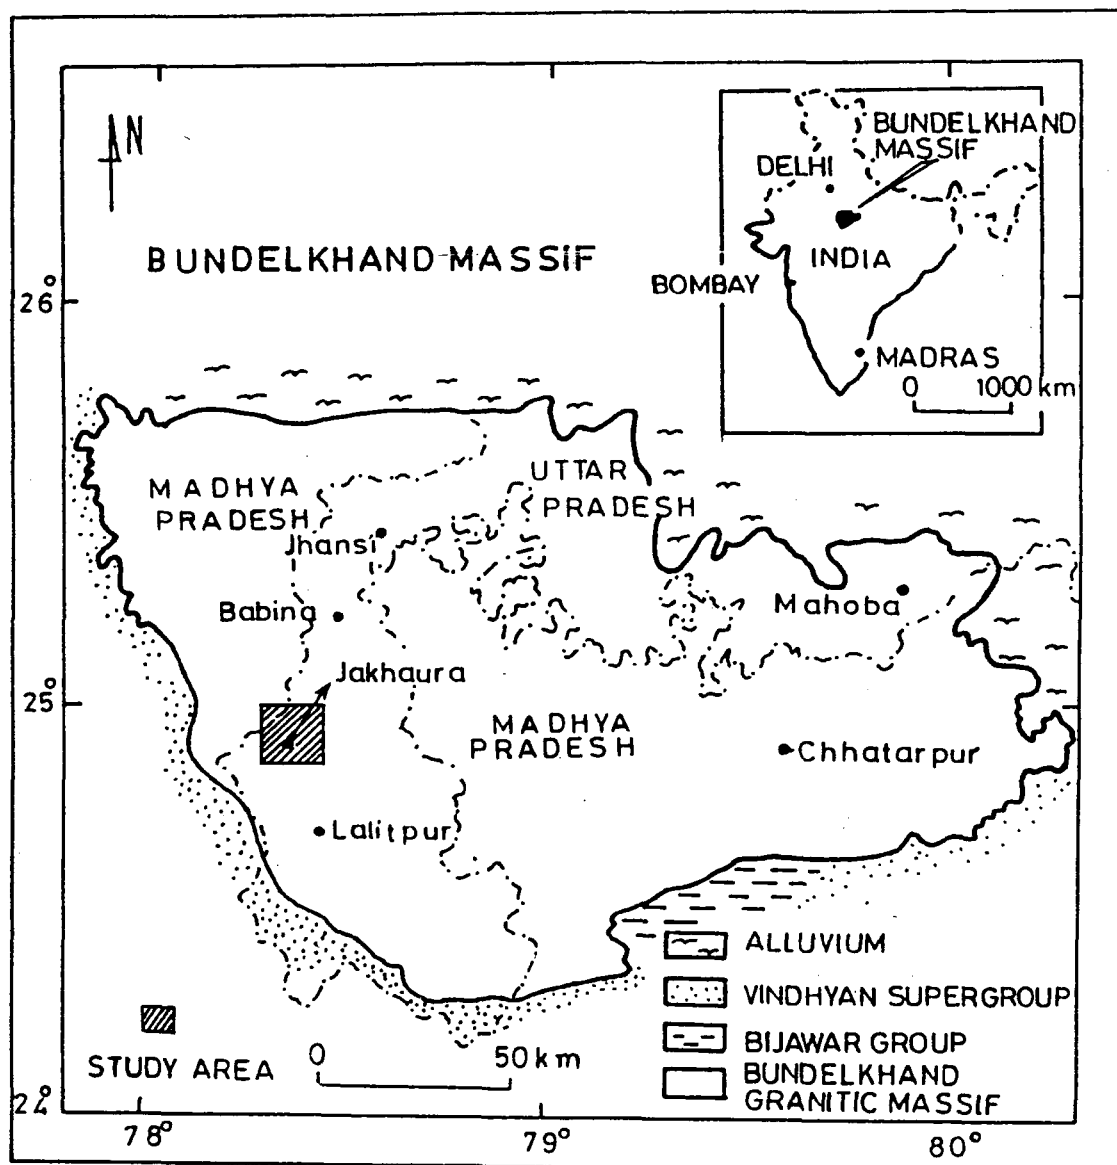 N
BUNDELKHAND MASSIF
BUNDELKHAND
MASSIF
DELHI
INDIA
BOMBAY
MADRAS
0 1000 km
26°
MADHYA
PRADESH
UTTAR
PRADESH
Jhansi
Babina
Mahoba
Jakhaura
25°
MADHYA
PRADESH
Chhatarpur
Lalitpur
ALLUVIUM
VINDHYAN SUPERGROUP
BIJAWAR GROUP
BUNDELKHAND
GRANITIC MASSIF
STUDY AREA
0 50 km
78°
79°
80°